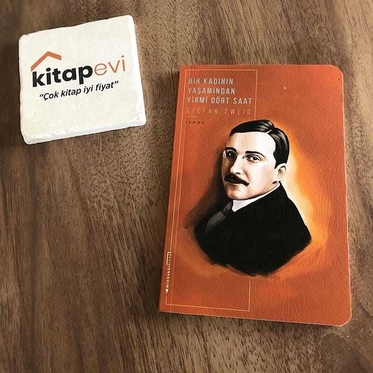 kitapevi
"Çok kitap iyi fiyat"
BİR KADININ
YAŞAMINDAN
YİRMİ DÖRT SAAT
STEFAN ZWEIG